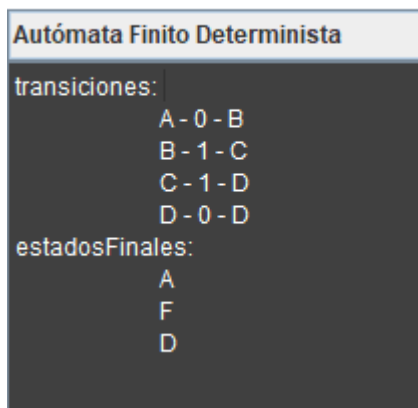 Autómata Finito Determinista
transiciones:
A - 0 - B
B - 1 - C
C - 1 - D
D - 0 - D
estadosFinales:
A
F
D